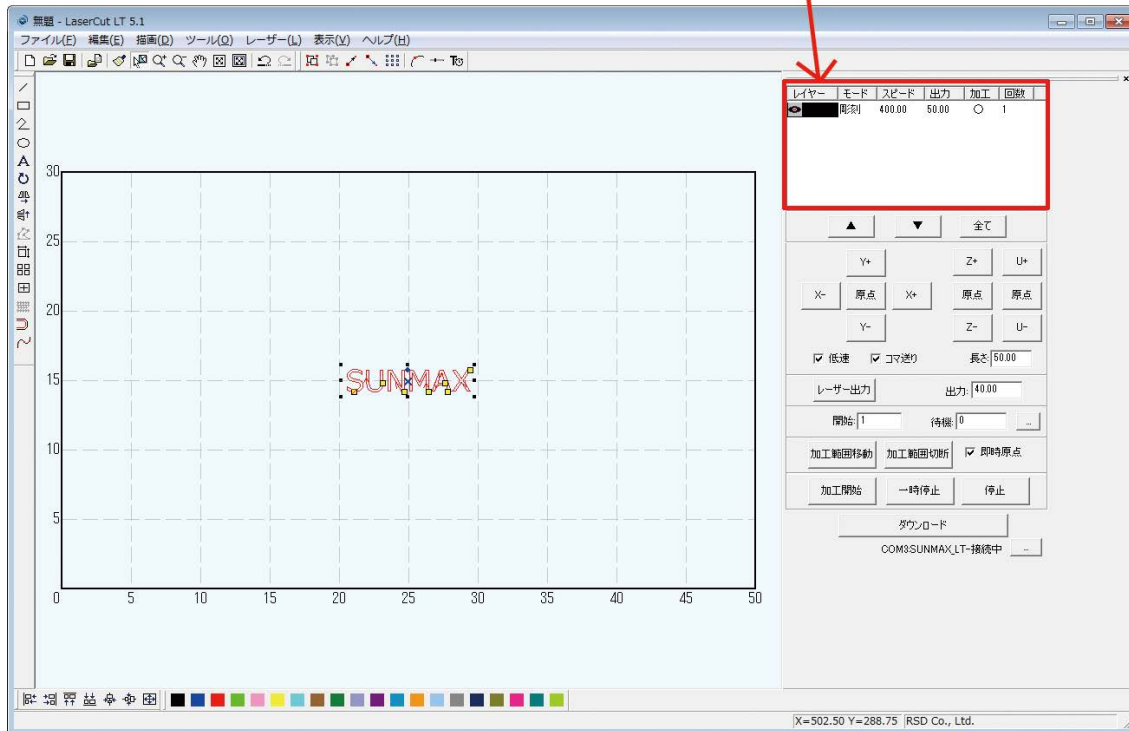 無題 - LaserCut LT 5.1
ファイル(F) 編集(E) 描画(D) ツール(O) レーザー(L) 表示(V) ヘルプ(H)
レイヤー モード スピード 出力 加工 回数
彫刻 400.00 50.00 ○ 1
▲ ▼ 全て
Y+ Z+ U+
X- 原点 X+ 原点 原点
Y- Z- U-
低速 コマ送り 長さ 50.00
レーザー出力 出力: 40.00
開始: 1 待機: 0 ...
加工範囲移動 加工範囲切断 即時原点
加工開始 一時停止 停止
ダウンロード
COM3:SUNMAX_LT-接続中 ...
30
25
20
15
10
5
SUNMAX
0 5 10 15 20 25 30 35 40 45 50
X=502.50 Y=288.75 RSD Co., Ltd.